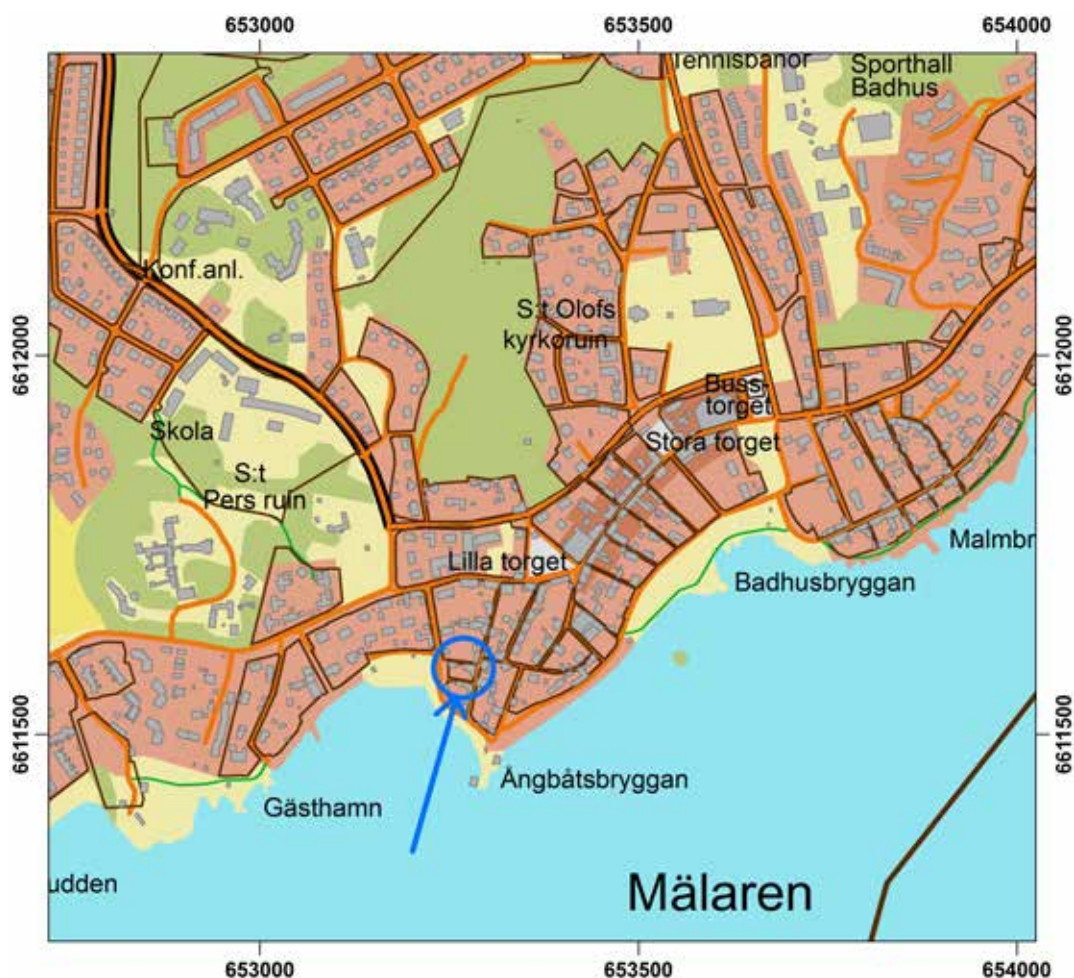 653000
653500
654000
Tennisbanor
Sporthall
Badhus
Konf.anl.
S:t Olofs
kyrkoruin
6612000
6612000
Buss-
torget
Stora torget
Skola
S:t
Pers ruin
Lilla torget
Malmbr
Badhusbryggan
6611500
6611500
Ångbåtsbryggan
Gästhamn
udden
Mälaren
653000
653500
654000